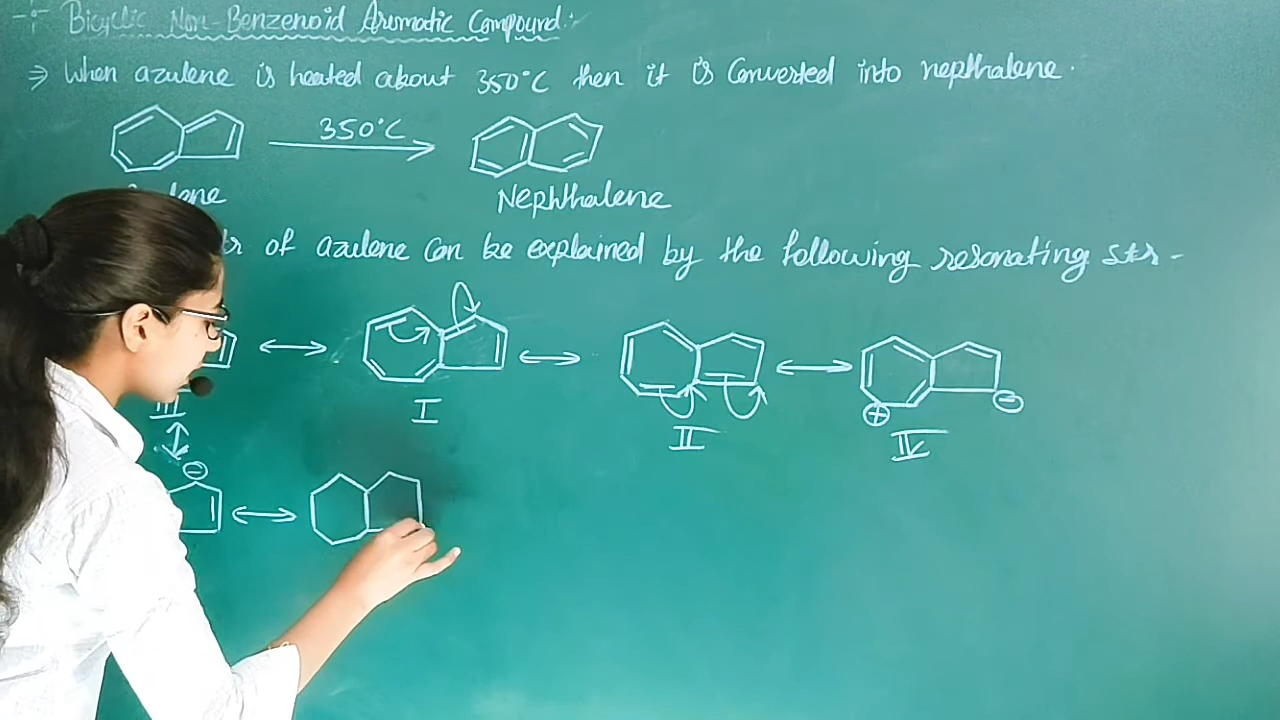 Bicyclic Non-Benzenoid Aromatic Compound:
⇒ When azulene is heated about 350°C then it is Converted into nepthalene.
350°C
Nephthalene
of azulene can be explained by the following resonating str-
III I II IV